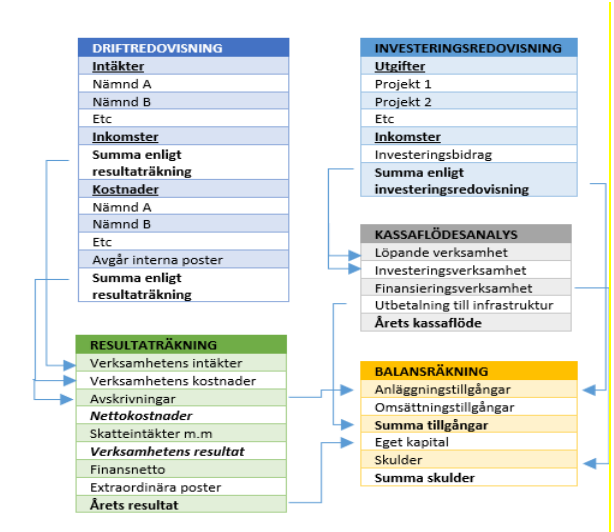 DRIFTREDOVISNING
Intäkter
Nämnd A
Nämnd B
Etc
Inkomster
Summa enligt
resultaträkning
Kostnader
Nämnd A
Nämnd B
Etc
Avgår interna poster
Summa enligt
resultaträkning
INVESTERINGSREDOVISNING
Utgifter
Projekt 1
Projekt 2
Etc
Inkomster
Investeringsbidrag
Summa enligt
investeringsredovisning
KASSAFLÖDESANALYS
Löpande verksamhet
Investeringsverksamhet
Finansieringsverksamhet
Utbetalning till infrastruktur
Årets kassaflöde
RESULTATRÄKNING
Verksamhetens intäkter
Verksamhetens kostnader
Avskrivningar
Nettokostnader
Skatteintäkter m.m
Verksamhetens resultat
Finansnetto
Extraordinära poster
Årets resultat
BALANSRÄKNING
Anläggningstillgångar
Omsättningstillgångar
Summa tillgångar
Eget kapital
Skulder
Summa skulder